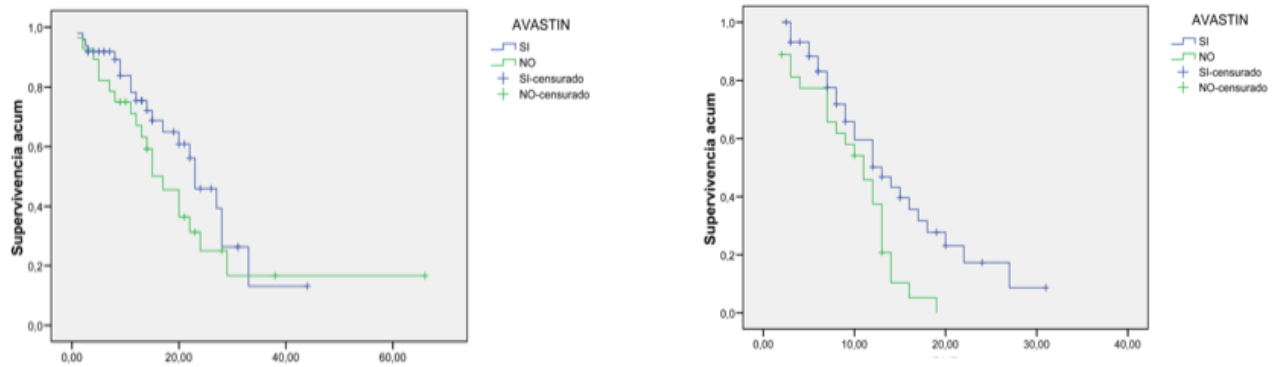 AVASTIN
SI
NO
SI-censurado
NO-censurado
Supervivencia acum
1,0
0,8
0,6
0,4
0,2
0,0
0,00 20,00 40,00 60,00
AVASTIN
SI
NO
SI-censurado
NO-censurado
Supervivencia acum
1,0
0,8
0,6
0,4
0,2
0,0
0,00 10,00 20,00 30,00 40,00